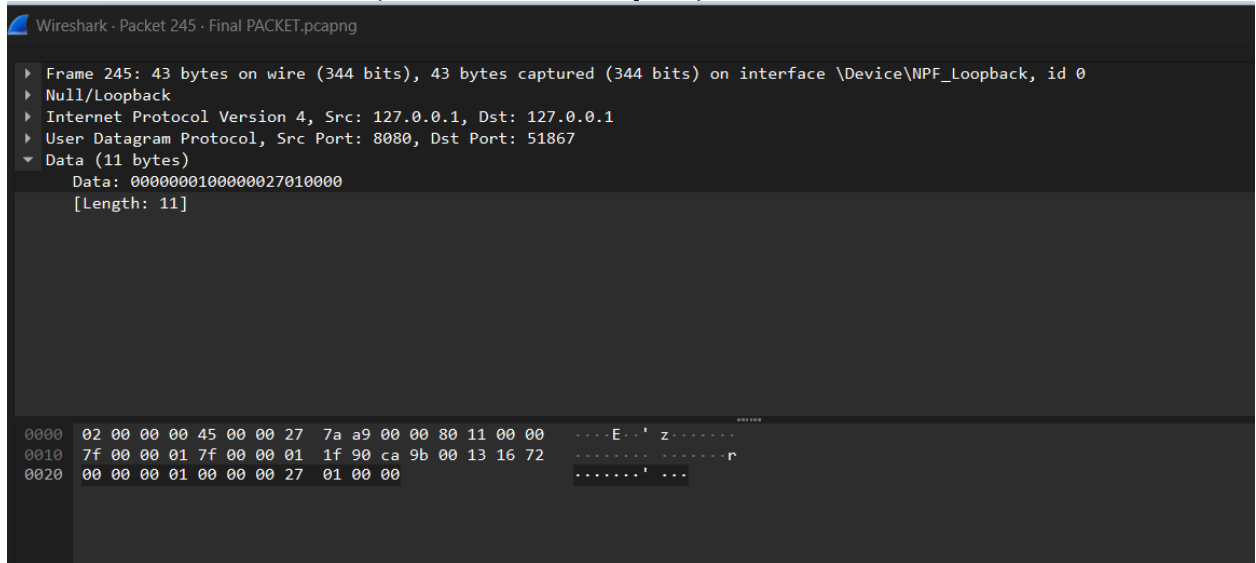 Wireshark · Packet 245 · Final PACKET.pcapng
Frame 245: 43 bytes on wire (344 bits), 43 bytes captured (344 bits) on interface \Device\NPF_Loopback, id 0
Null/Loopback
Internet Protocol Version 4, Src: 127.0.0.1, Dst: 127.0.0.1
User Datagram Protocol, Src Port: 8080, Dst Port: 51867
Data (11 bytes)
Data: 0000000100000027010000
[Length: 11]
0000 02 00 00 00 45 00 00 27 7a a9 00 00 80 11 00 00 ····E··' z·······
0010 7f 00 00 01 7f 00 00 01 1f 90 ca 9b 00 13 16 72 ········ ·······r
0020 00 00 00 01 00 00 00 27 01 00 00 ·······' ···